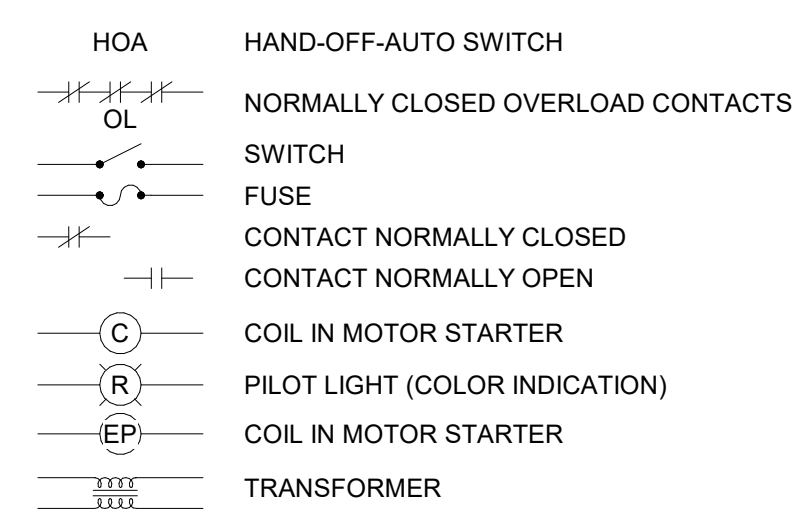 HOA HAND-OFF-AUTO SWITCH
OL NORMALLY CLOSED OVERLOAD CONTACTS
SWITCH
FUSE
CONTACT NORMALLY CLOSED
CONTACT NORMALLY OPEN
C COIL IN MOTOR STARTER
R PILOT LIGHT (COLOR INDICATION)
EP COIL IN MOTOR STARTER
TRANSFORMER